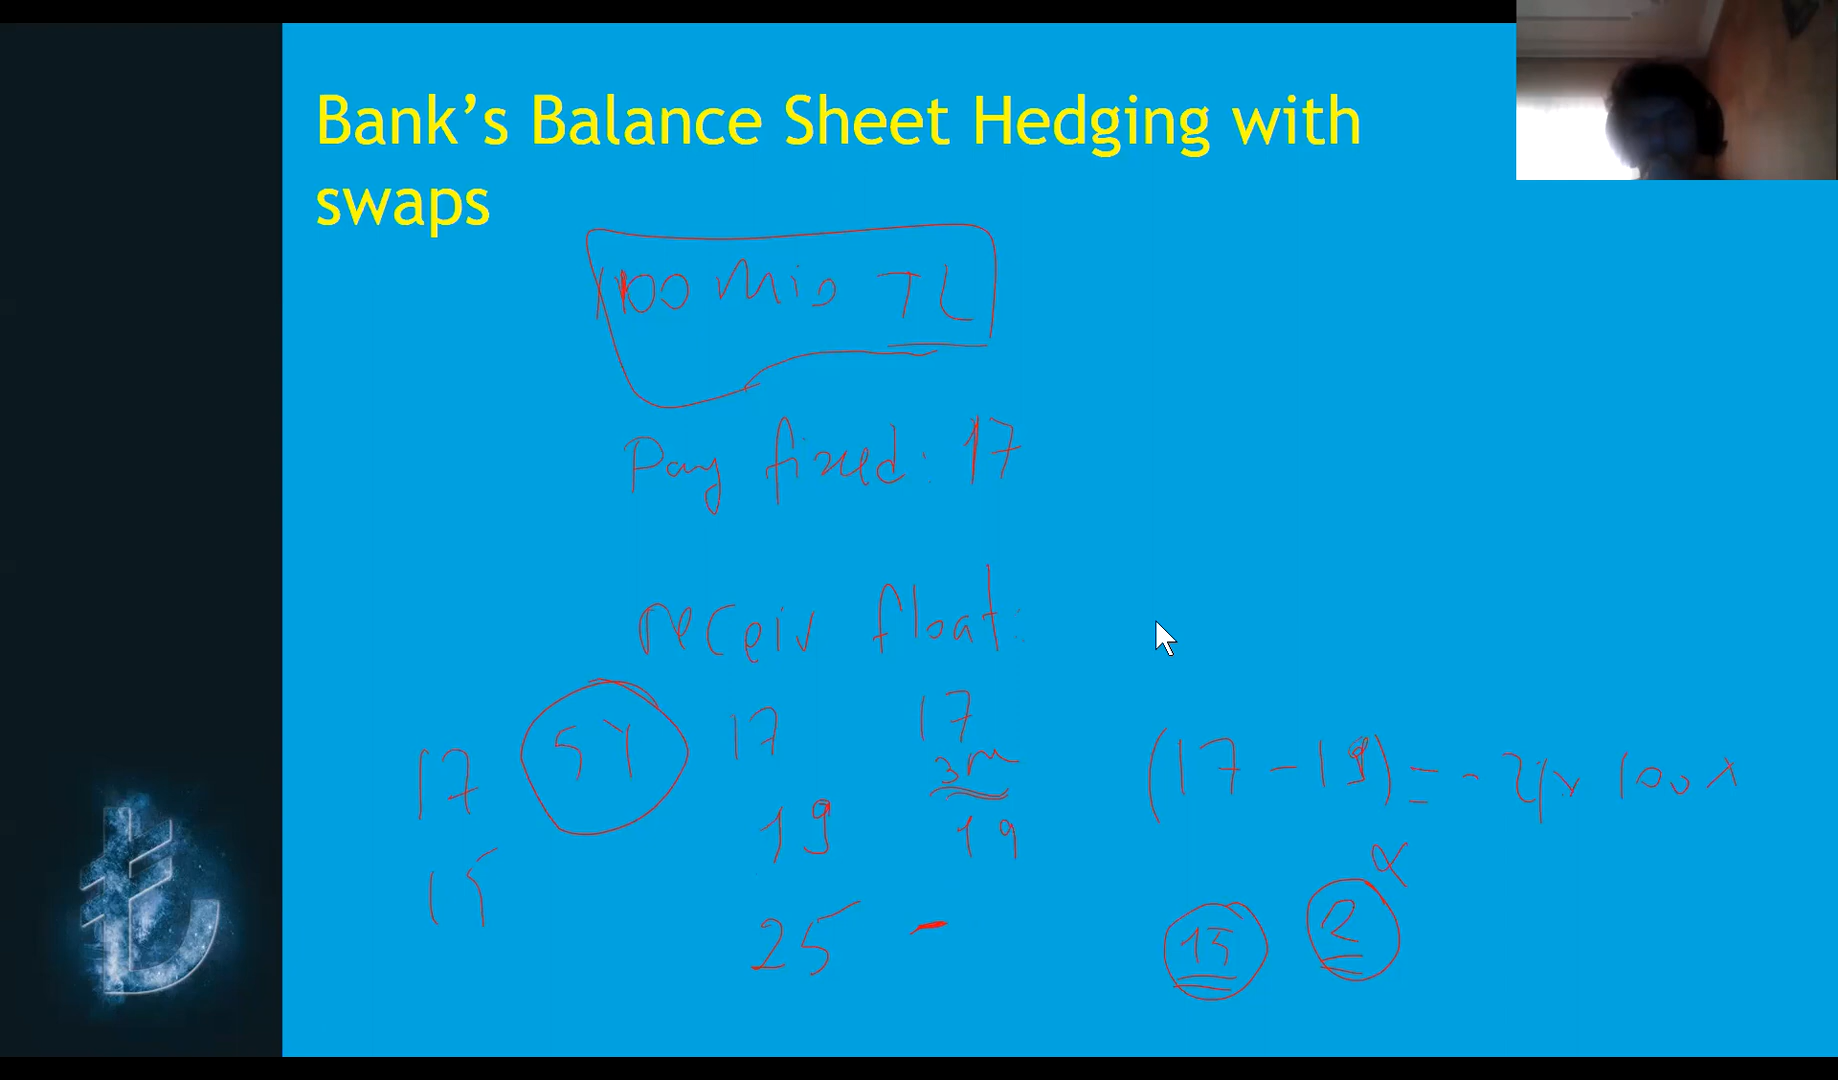 Bank's Balance Sheet Hedging with
swaps
100 Mio TL
Pay fixed: 17
receiv float:
17 5Y 17 17
3m
19 19
15
25 -
(17-19) = -2% x 100 x
15 2